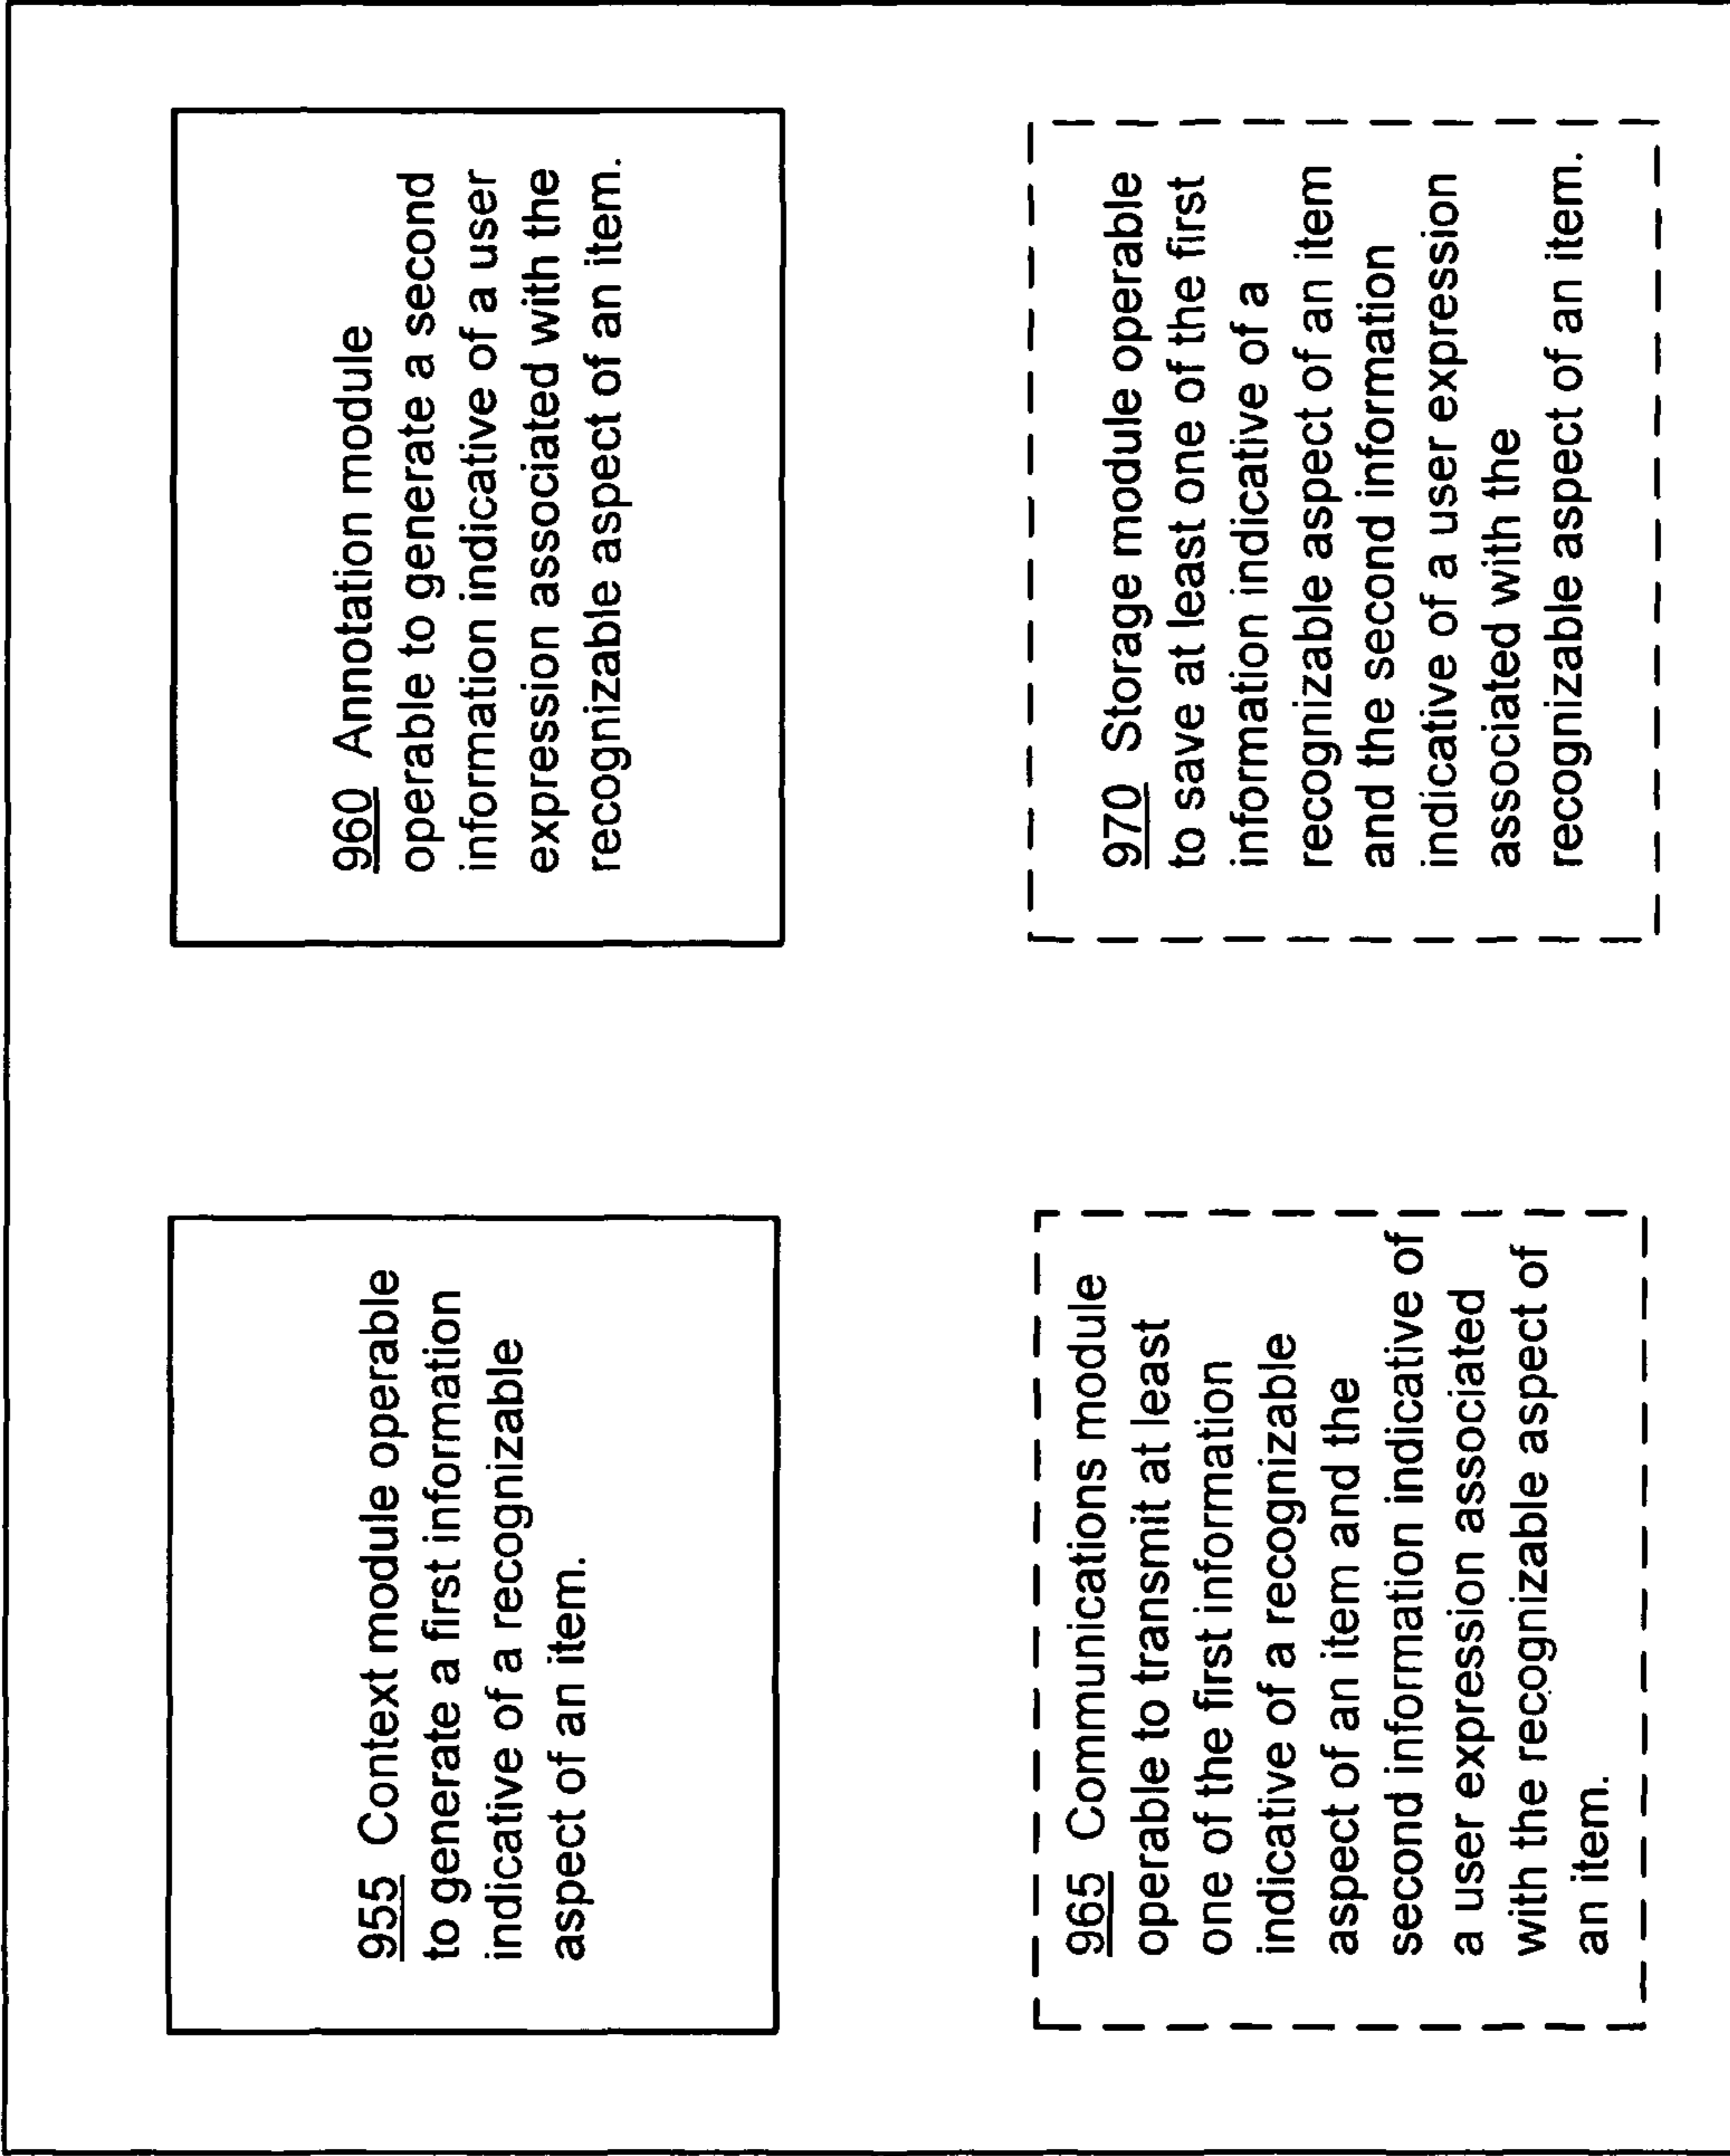 955 Context module operable
to generate a first information
indicative of a recognizable
aspect of an item.
960 Annotation module
operable to generate a second
information indicative of a user
expression associated with the
recognizable aspect of an item.
965 Communications module
operable to transmit at least
one of the first information
indicative of a recognizable
aspect of an item and the
second information indicative of
a user expression associated
with the recognizable aspect of
an item.
970 Storage module operable
to save at least one of the first
information indicative of a
recognizable aspect of an item
and the second information
indicative of a user expression
associated with the
recognizable aspect of an item.